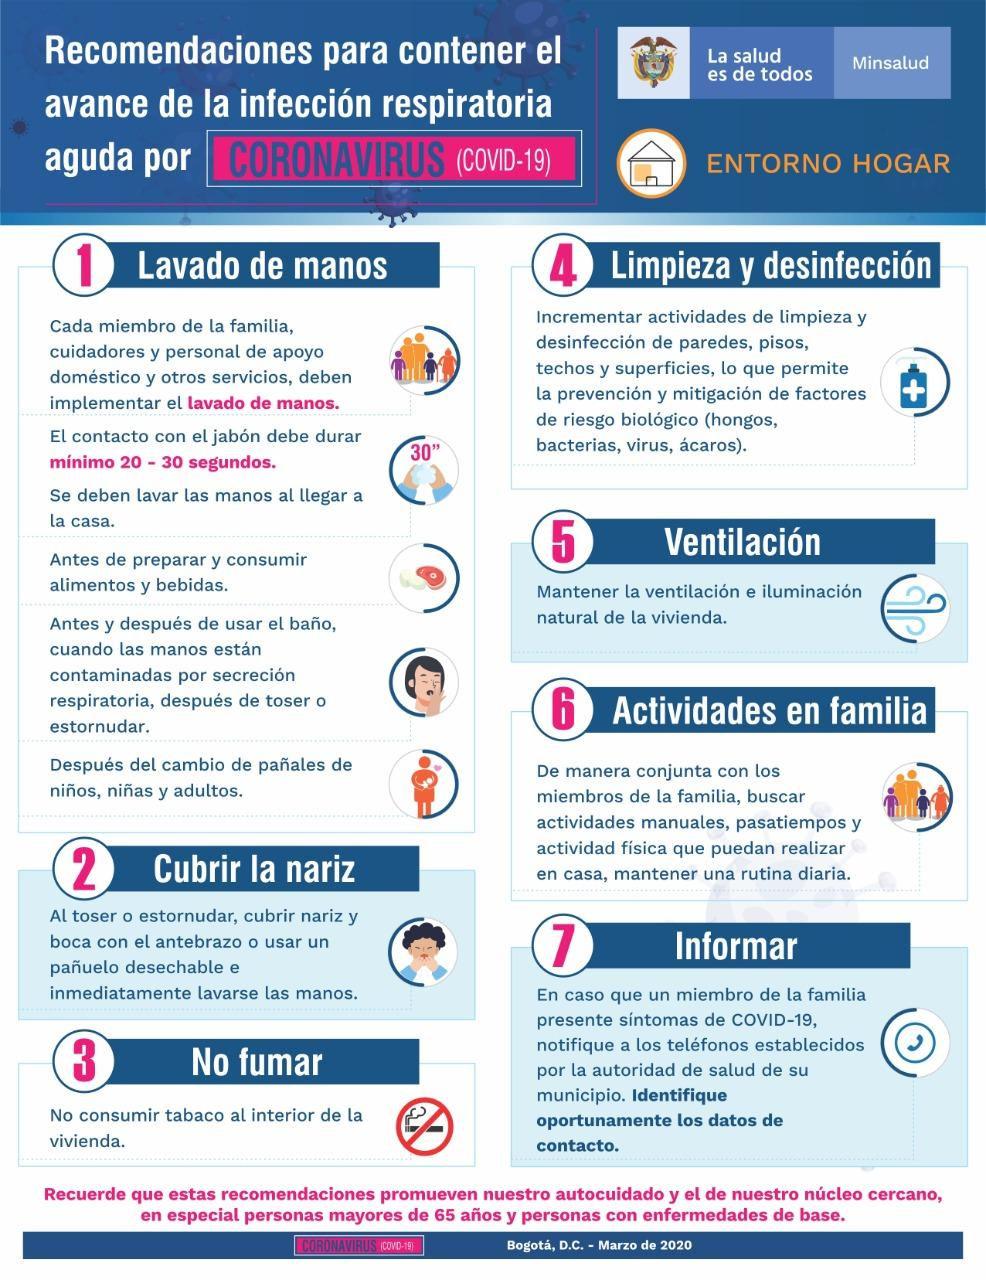 Recomendaciones para contener el
avance de la infección respiratoria
aguda por CORONAVIRUS (COVID-19)
La salud
es de todos
Minsalud
ENTORNO HOGAR
1 Lavado de manos
Cada miembro de la familia,
cuidadores y personal de apoyo
doméstico y otros servicios, deben
implementar el lavado de manos.
El contacto con el jabón debe durar
mínimo 20 - 30 segundos.
30”
Se deben lavar las manos al llegar a
la casa.
Antes de preparar y consumir
alimentos y bebidas.
Antes y después de usar el baño,
cuando las manos están
contaminadas por secreción
respiratoria, después de toser o
estornudar.
Después del cambio de pañales de
niños, niñas y adultos.
2 Cubrir la nariz
Al toser o estornudar, cubrir nariz y
boca con el antebrazo o usar un
pañuelo desechable e
inmediatamente lavarse las manos.
3 No fumar
No consumir tabaco al interior de la
vivienda.
4 Limpieza y desinfección
Incrementar actividades de limpieza y
desinfección de paredes, pisos,
techos y superficies, lo que permite
la prevención y mitigación de factores
de riesgo biológico (hongos,
bacterias, virus, ácaros).
5 Ventilación
Mantener la ventilación e iluminación
natural de la vivienda.
6 Actividades en familia
De manera conjunta con los
miembros de la familia, buscar
actividades manuales, pasatiempos y
actividad física que puedan realizar
en casa, mantener una rutina diaria.
7 Informar
En caso que un miembro de la familia
presente síntomas de COVID-19,
notifique a los teléfonos establecidos
por la autoridad de salud de su
municipio. Identifique
oportunamente los datos de
contacto.
Recuerde que estas recomendaciones promueven nuestro autocuidado y el de nuestro núcleo cercano,
en especial personas mayores de 65 años y personas con enfermedades de base.
CORONAVIRUS (COVID-19)
Bogotá, D.C. - Marzo de 2020